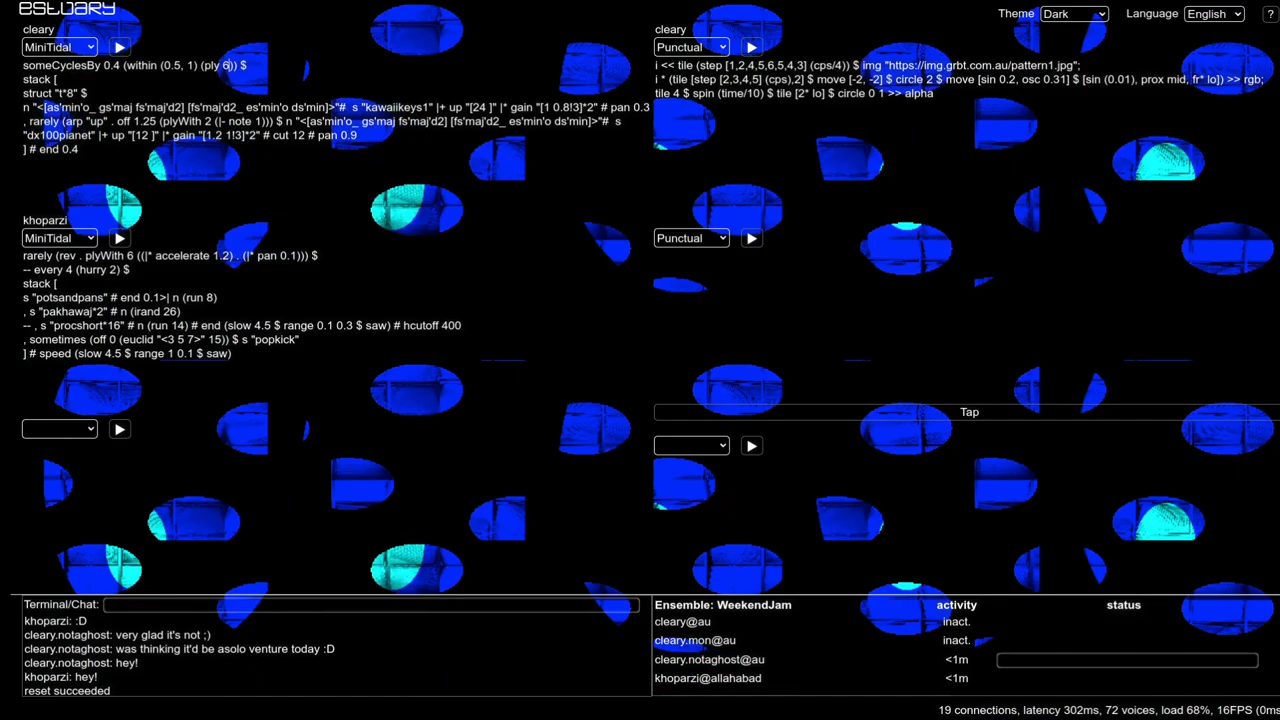 estuary
Theme Dark Language English ?
cleary
MiniTidal
someCyclesBy 0.4 (within (0.5, 1) (ply 6)) $
stack [
struct "t*8" $
n "<[as'min'o_ gs'maj fs'maj'd2] [fs'maj'd2_ es'min'o ds'min]>"# s "kawaiikeys1" |+ up "[24 ]" |* gain "[1 0.8!3]*2" # pan 0.3
, rarely (arp "up" . off 1.25 (plyWith 2 (|- note 1))) $ n "<[as'min'o_ gs'maj fs'maj'd2] [fs'maj'd2_ es'min'o ds'min]>"# s
"dx100planet" |+ up "[12 ]" |* gain "[1.2 1!3]*2" # cut 12 # pan 0.9
] # end 0.4
cleary
Punctual
i << tile (step [1,2,4,5,6,5,4,3] (cps/4)) $ img "https://img.grbt.com.au/pattern1.jpg";
i * (tile [step [2,3,4,5] (cps),2] $ move [-2, -2] $ circle 2 $ move [sin 0.2, osc 0.31] $ [sin (0.01), prox mid, fr* lo]) >> rgb;
tile 4 $ spin (time/10) $ tile [2* lo] $ circle 0 1 >> alpha
khoparzi
MiniTidal
rarely (rev . plyWith 6 ((|* accelerate 1.2) . (|* pan 0.1))) $
-- every 4 (hurry 2) $
stack [
s "potsandpans" # end 0.1>| n (run 8)
, s "pakhawaj*2" # n (irand 26)
-- , s "procshort*16" # n (run 14) # end (slow 4.5 $ range 0.1 0.3 $ saw) # hcutoff 400
, sometimes (off 0 (euclid "<3 5 7>" 15)) $ s "popkick"
] # speed (slow 4.5 $ range 1 0.1 $ saw)
Punctual
Tap
Terminal/Chat:
khoparzi: :D
cleary.notaghost: very glad it's not ;)
cleary.notaghost: was thinking it'd be asolo venture today :D
cleary.notaghost: hey!
khoparzi: hey!
reset succeeded
Ensemble: WeekendJam activity status
cleary@au inact.
cleary.mon@au inact.
cleary.notaghost@au <1m
khoparzi@allahabad <1m
19 connections, latency 302ms, 72 voices, load 68%, 16FPS (0ms